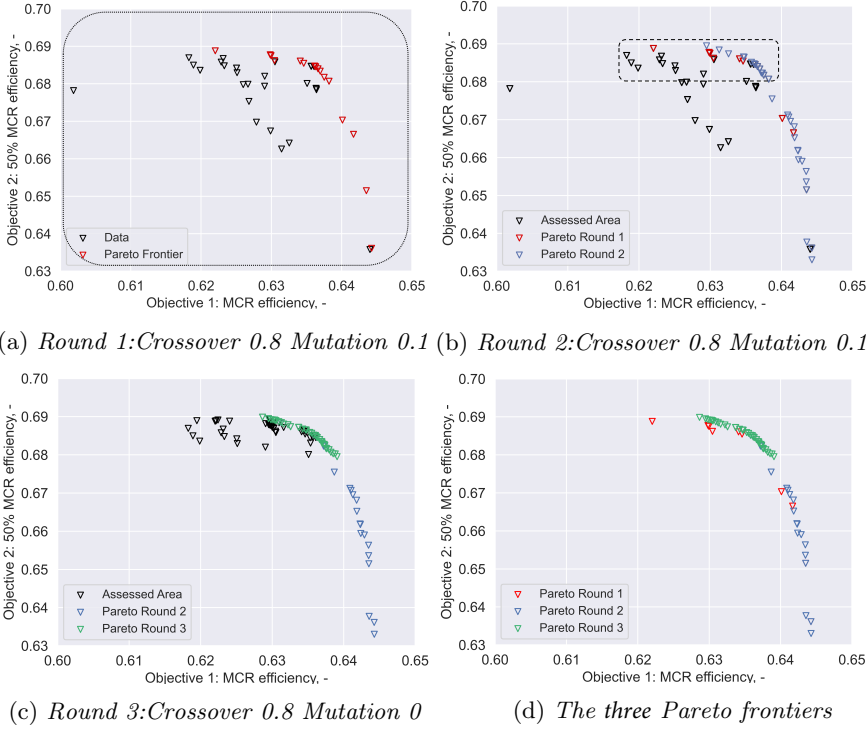 0.70
0.69
0.68
0.67
0.66
0.65
0.64
0.63
Objective 2: 50% MCR efficiency, -
Data
Pareto Frontier
0.60
0.61
0.62
0.63
0.64
0.65
Objective 1: MCR efficiency, -
0.70
0.69
0.68
0.67
0.66
0.65
0.64
0.63
Objective 2: 50% MCR efficiency, -
Assessed Area
Pareto Round 1
Pareto Round 2
0.60
0.61
0.62
0.63
0.64
0.65
Objective 1: MCR efficiency, -
a) Round 1:Crossover 0.8 Mutation 0.1
(b) Round 2:Crossover 0.8 Mutation 0.1
0.70
0.69
0.68
0.67
0.66
0.65
0.64
0.63
Objective 2: 50% MCR efficiency, -
Assessed Area
Pareto Round 2
Pareto Round 3
0.60
0.61
0.62
0.63
0.64
0.65
Objective 1: MCR efficiency, -
0.70
0.69
0.68
0.67
0.66
0.65
0.64
0.63
Objective 2: 50% MCR efficiency, -
Pareto Round 1
Pareto Round 2
Pareto Round 3
0.60
0.61
0.62
0.63
0.64
0.65
Objective 1: MCR efficiency, -
(c) Round 3:Crossover 0.8 Mutation 0
(d) The three Pareto frontiers